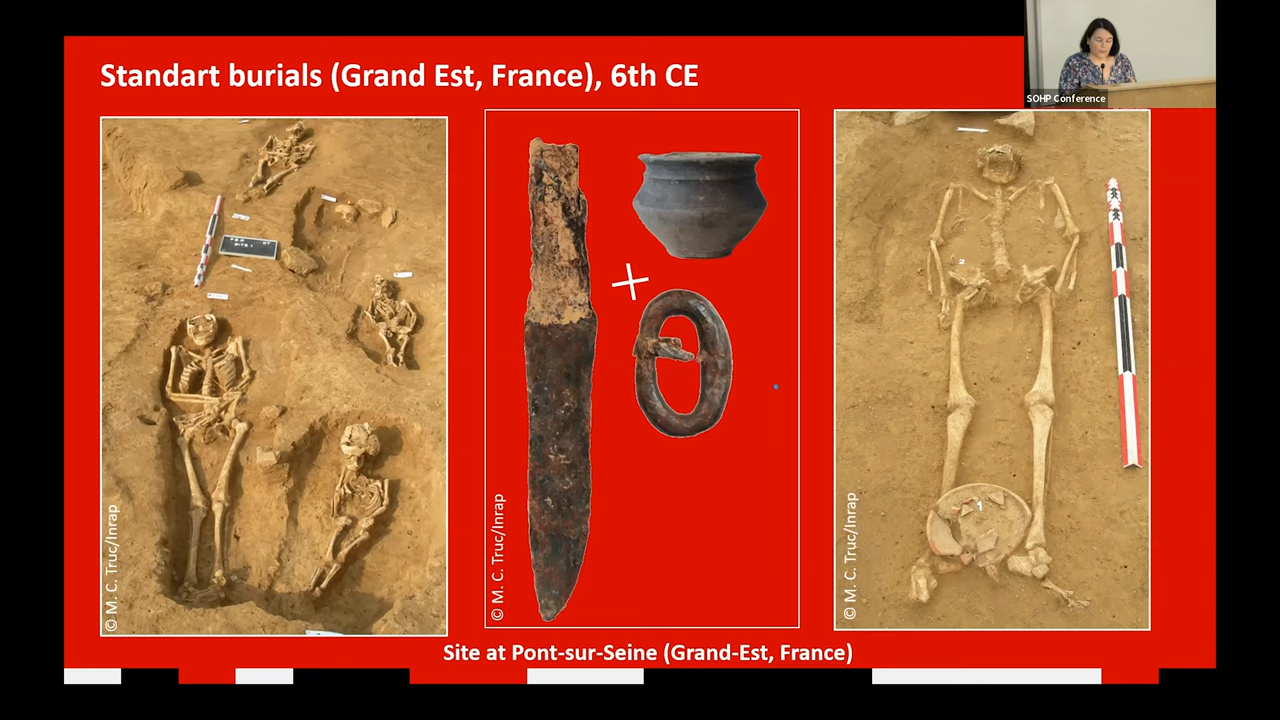 Standart burials (Grand Est, France), 6th CE
SOHP Conference
© M. C. Truc/Inrap
© M. C. Truc/Inrap
1
© M. C. Truc/Inrap
Site at Pont-sur-Seine (Grand-Est, France)